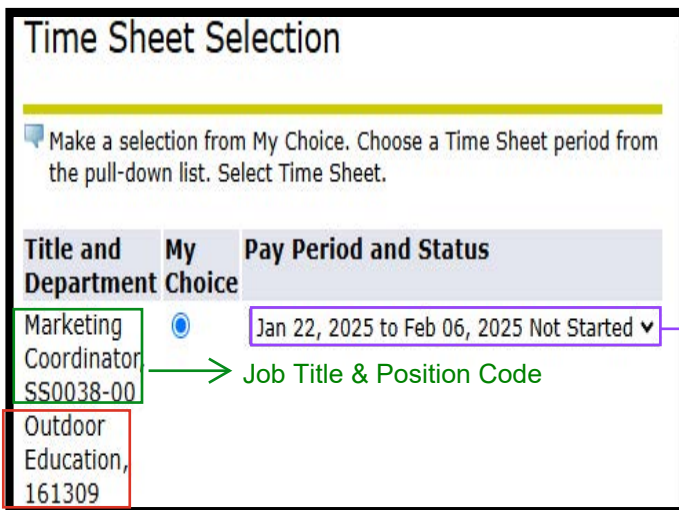 Time Sheet Selection
Make a selection from My Choice. Choose a Time Sheet period from
the pull-down list. Select Time Sheet.
Title and Department My Choice Pay Period and Status
Marketing Coordinator, SS0038-00
Jan 22, 2025 to Feb 06, 2025 Not Started
Job Title & Position Code
Outdoor
Education,
161309